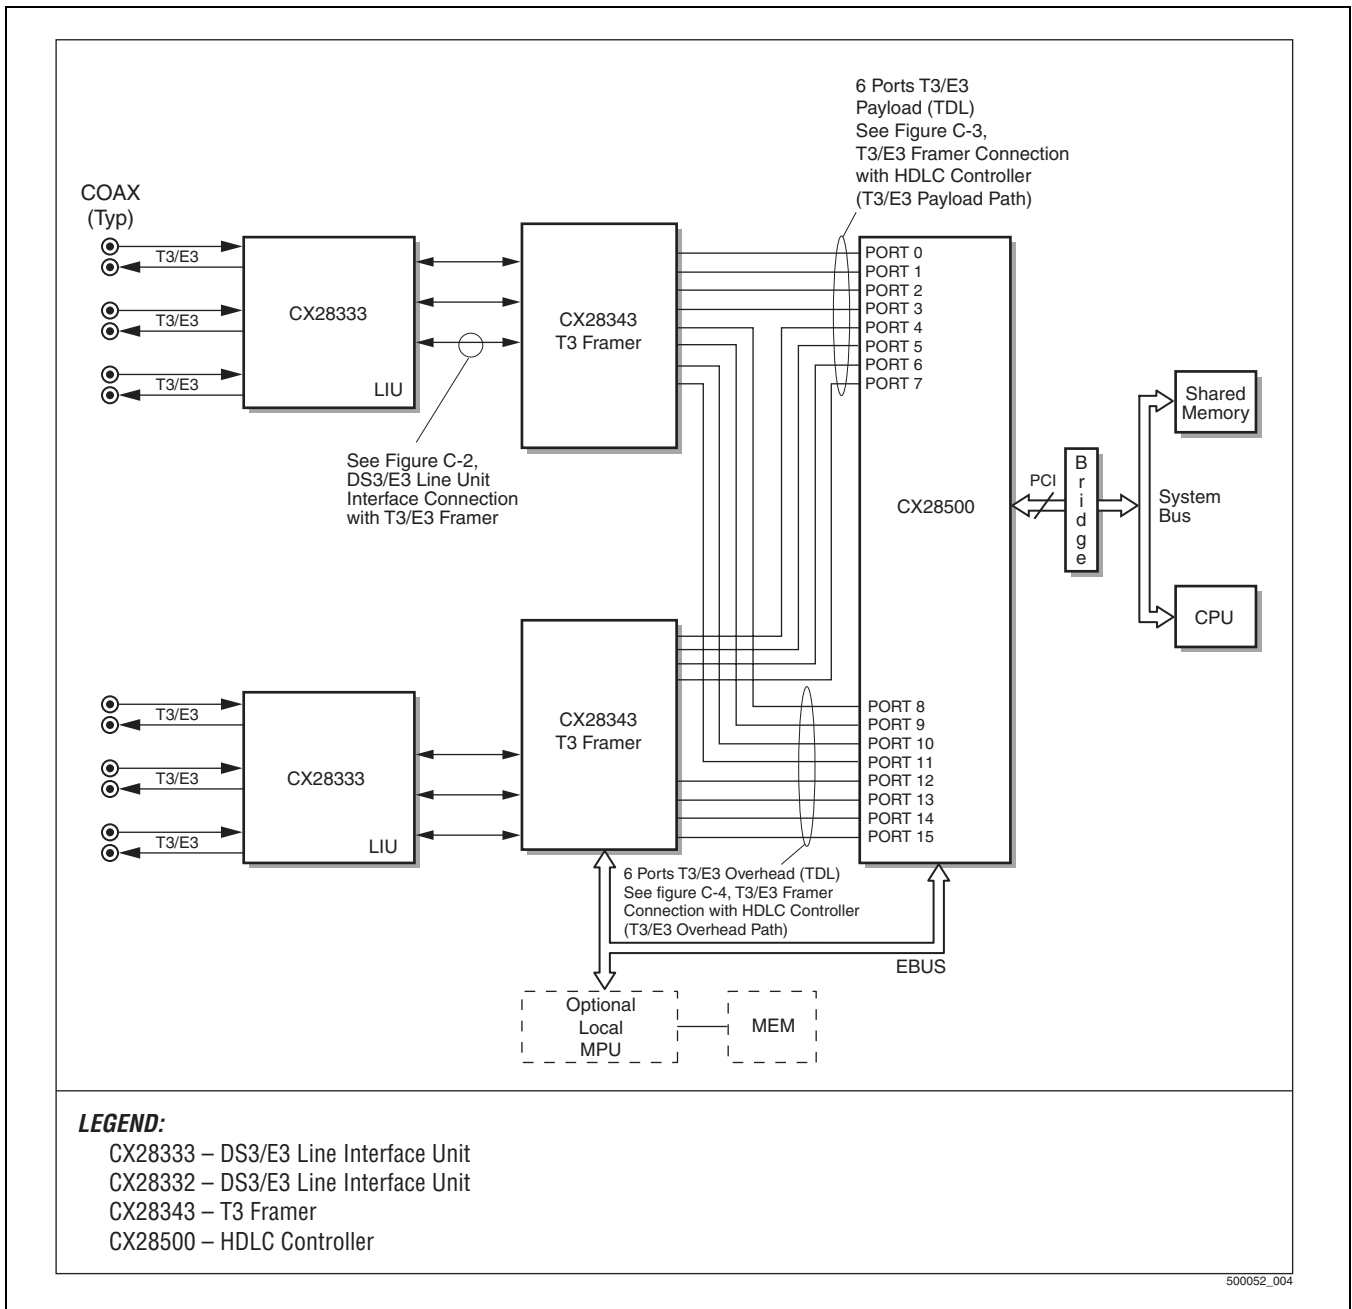 6 Ports T3/E3
Payload (TDL)
See Figure C-3,
T3/E3 Framer Connection
with HDLC Controller
(T3/E3 Payload Path)
COAX
(Typ)
T3/E3
T3/E3
T3/E3
CX28333
LIU
CX28343
T3 Framer
PORT 0
PORT 1
PORT 2
PORT 3
PORT 4
PORT 5
PORT 6
PORT 7
See Figure C-2,
DS3/E3 Line Unit
Interface Connection
with T3/E3 Framer
CX28500
PCI
Bridge
System
Bus
Shared
Memory
CPU
T3/E3
T3/E3
T3/E3
CX28333
LIU
CX28343
T3 Framer
PORT 8
PORT 9
PORT 10
PORT 11
PORT 12
PORT 13
PORT 14
PORT 15
6 Ports T3/E3 Overhead (TDL)
See figure C-4, T3/E3 Framer
Connection with HDLC Controller
(T3/E3 Overhead Path)
EBUS
Optional
Local
MPU
MEM
LEGEND:
CX28333 – DS3/E3 Line Interface Unit
CX28332 – DS3/E3 Line Interface Unit
CX28343 – T3 Framer
CX28500 – HDLC Controller
500052_004